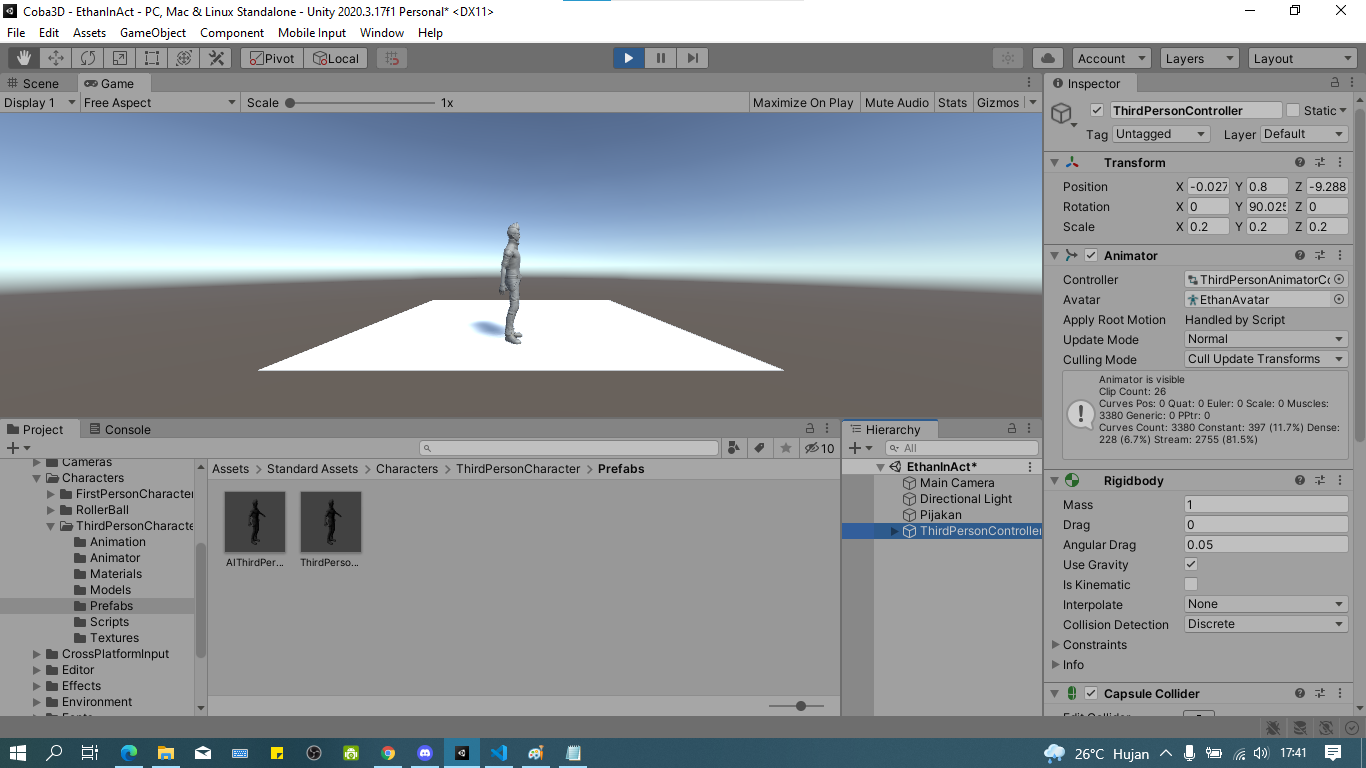 Coba3D - EthanInAct - PC, Mac & Linux Standalone - Unity 2020.3.17f1 Personal* <DX11>
File Edit Assets GameObject Component Mobile Input Window Help
Pivot Local Account Layers Layout
Scene Game
Display 1 Free Aspect Scale 1x Maximize On Play Mute Audio Stats Gizmos
Inspector
ThirdPersonController Static
Tag Untagged Layer Default
Transform
Position X -0.027 Y 0.8 Z -9.288
Rotation X 0 Y 90.025 Z 0
Scale X 0.2 Y 0.2 Z 0.2
Animator
Controller ThirdPersonAnimatorCo
Avatar EthanAvatar
Apply Root Motion Handled by Script
Update Mode Normal
Culling Mode Cull Update Transforms
Animator is visible
Clip Count: 26
Curves Pos: 0 Quat: 0 Euler: 0 Scale: 0 Muscles:
3380 Generic: 0 PPtr: 0
Curves Count: 3380 Constant: 397 (11.7%) Dense:
228 (6.7%) Stream: 2755 (81.5%)
Rigidbody
Mass 1
Drag 0
Angular Drag 0.05
Use Gravity
Is Kinematic
Interpolate None
Collision Detection Discrete
Constraints
Info
Capsule Collider
Project Console
10
Cameras
Characters
FirstPersonCharacter
RollerBall
ThirdPersonCharacte
Animation
Animator
Materials
Models
Prefabs
Scripts
Textures
CrossPlatformInput
Editor
Effects
Environment
Assets > Standard Assets > Characters > ThirdPersonCharacter > Prefabs
AIThirdPer... ThirdPerso...
Hierarchy
All
EthanInAct*
Main Camera
Directional Light
Pijakan
ThirdPersonController
26°C Hujan 17:41